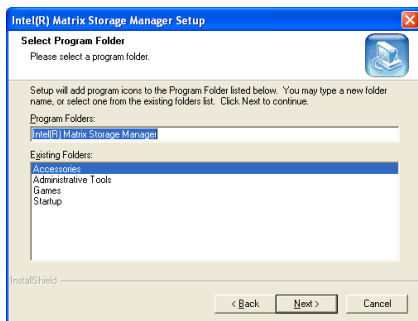 Intel(R) Matrix Storage Manager Setup
Select Program Folder
Please select a program folder.
Setup will add program icons to the Program Folder listed below. You may type a new folder
name, or select one from the existing folders list. Click Next to continue.
Program Folders:
Intel(R) Matrix Storage Manager
Existing Folders:
Accessories
Administrative Tools
Games
Startup
InstallShield
< Back
Next >
Cancel